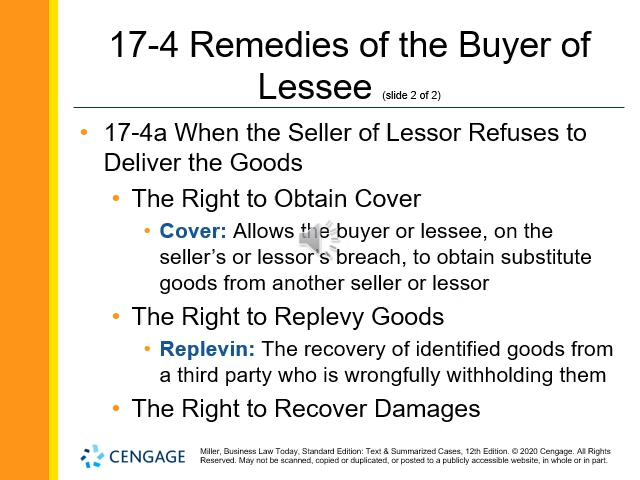 17-4 Remedies of the Buyer of
Lessee (slide 2 of 2)
• 17-4a When the Seller of Lessor Refuses to
Deliver the Goods
• The Right to Obtain Cover
• Cover: Allows the buyer or lessee, on the
seller’s or lessor’s breach, to obtain substitute
goods from another seller or lessor
• The Right to Replevy Goods
• Replevin: The recovery of identified goods from
a third party who is wrongfully withholding them
• The Right to Recover Damages
CENGAGE
Miller, Business Law Today, Standard Edition: Text & Summarized Cases, 12th Edition. © 2020 Cengage. All Rights
Reserved. May not be scanned, copied or duplicated, or posted to a publicly accessible website, in whole or in part.